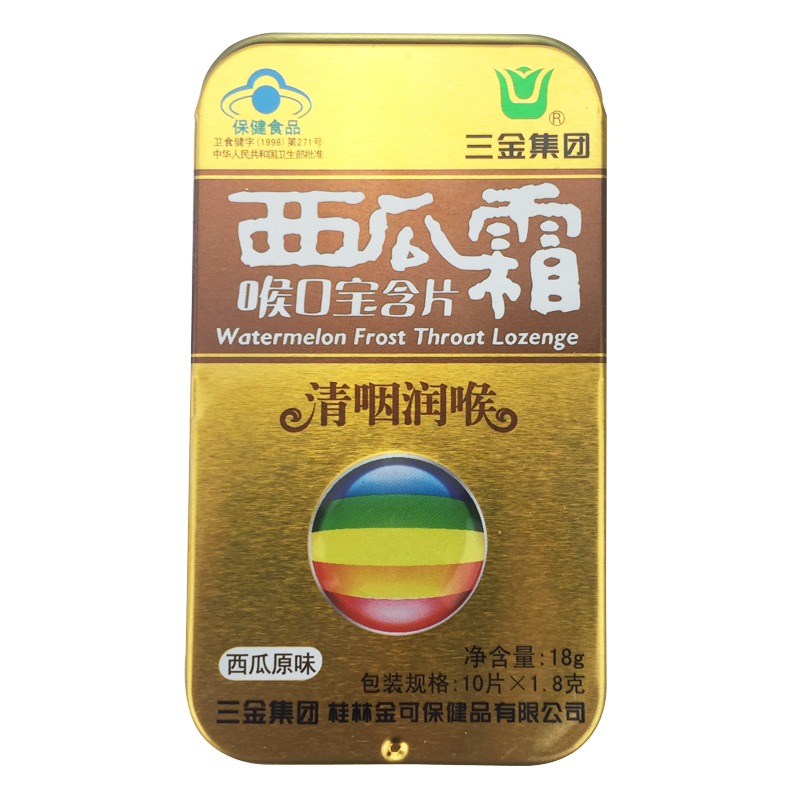 保健食品
卫食健字(1998)第271号
中华人民共和国卫生部批准
®
三金集团
西瓜霜
喉口宝含片
Watermelon Frost Throat Lozenge
清咽润喉
西瓜原味
净含量:18g
包装规格:10片×1.8克
三金集团 桂林金可保健品有限公司